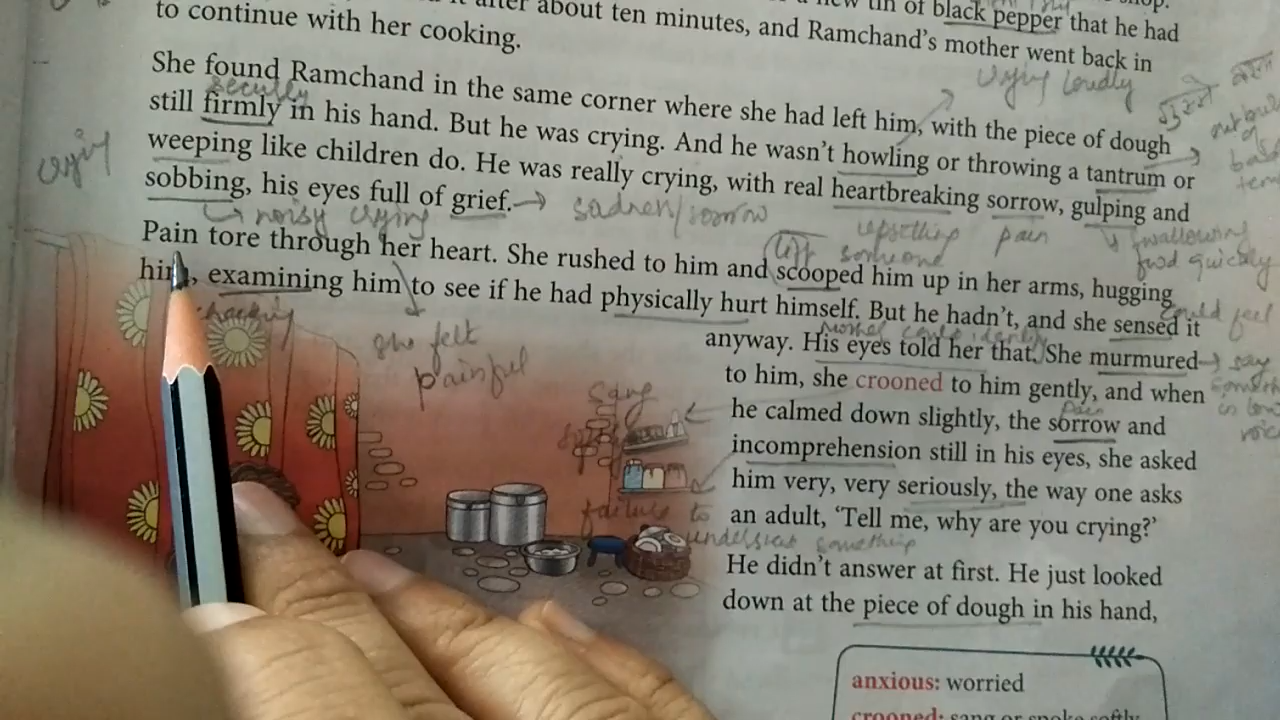 after about ten minutes, and Ramchand's mother went back in
new tin of black pepper that he had
to continue with her cooking.
crying loudly
She found Ramchand in the same corner where she had left him, with the piece of dough
still firmly in his hand. But he was crying. And he wasn't howling or throwing a tantrum or
crying
weeping like children do. He was really crying, with real heartbreaking sorrow, gulping and
sobbing, his eyes full of grief. → sadness/sorrow
noisy crying
upsetting someone
pain
swallowing
food quickly
lift
Pain tore through her heart. She rushed to him and scooped him up in her arms, hugging
him, examining him to see if he had physically hurt himself. But he hadn't, and she sensed it
checking
she felt
painful
could feel
anyway. His eyes told her that. She murmured → say
to him, she crooned to him gently, and when
sang
pain
he calmed down slightly, the sorrow and
incomprehension still in his eyes, she asked
him very, very seriously, the way one asks
failure to
an adult, 'Tell me, why are you crying?'
understand something
He didn't answer at first. He just looked
down at the piece of dough in his hand,
anxious: worried
crooned: sang or spoke softly